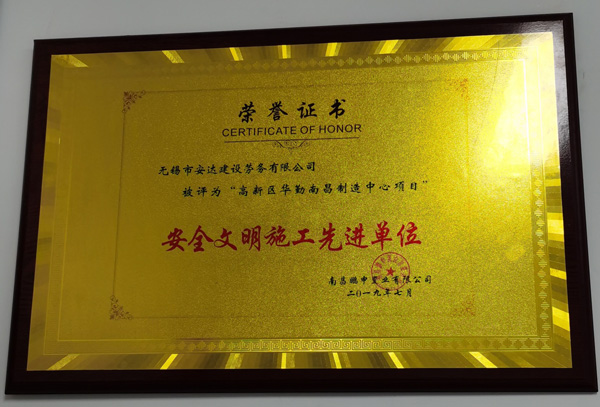 荣誉证书
CERTIFICATE OF HONOR
无锡市安达建设劳务有限公司
被评为“高新区华勤南昌制造中心项目”
安全文明施工先进单位
南昌鹏申实业有限公司
二〇一九年七月